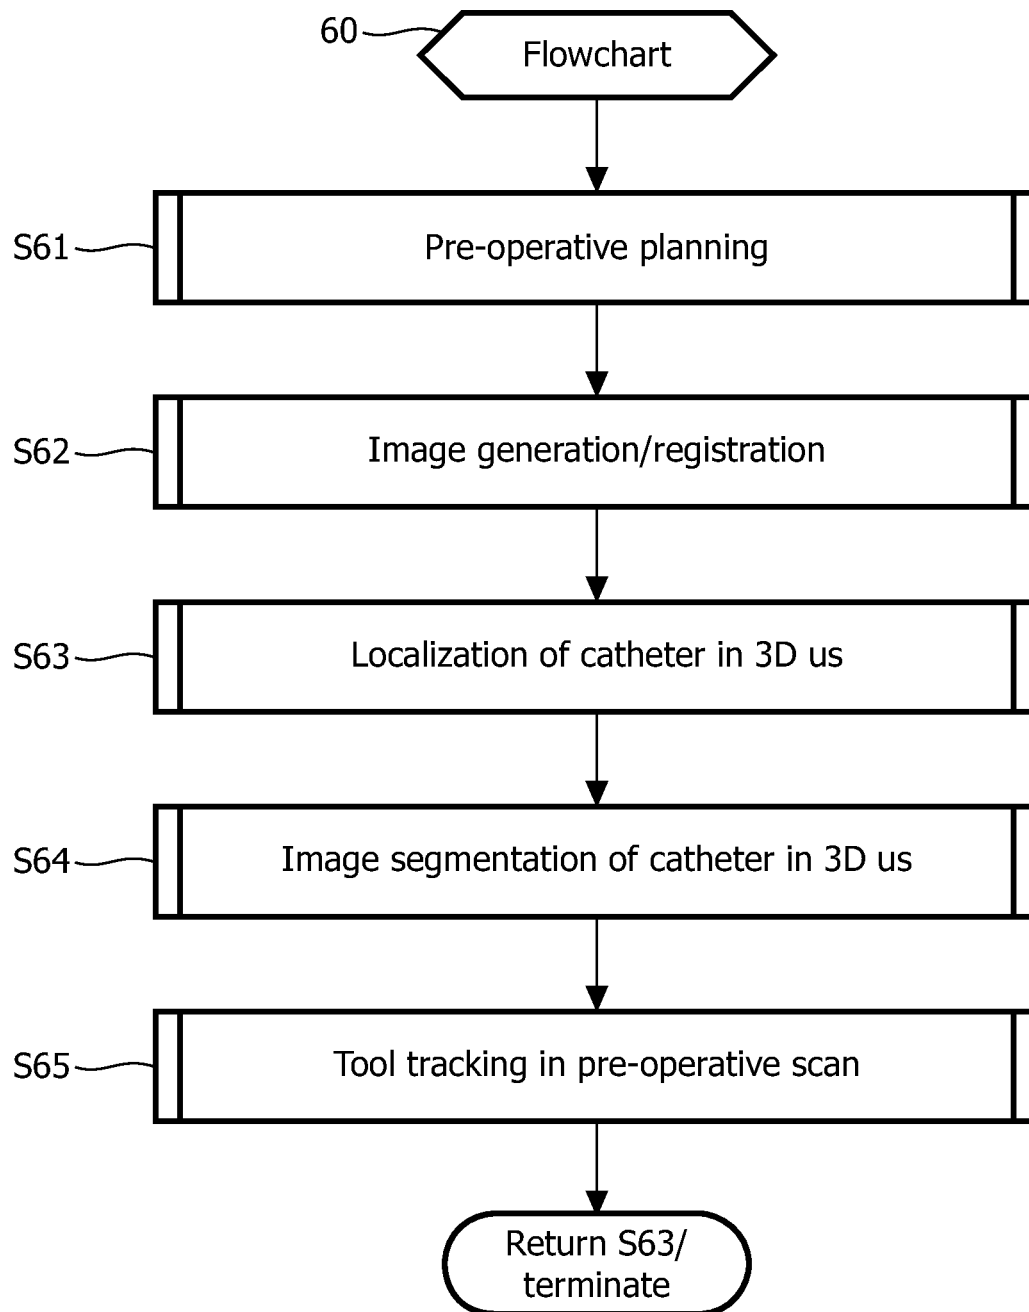 60
Flowchart
S61
Pre-operative planning
S62
Image generation/registration
S63
Localization of catheter in 3D us
S64
Image segmentation of catheter in 3D us
S65
Tool tracking in pre-operative scan
Return S63/
terminate